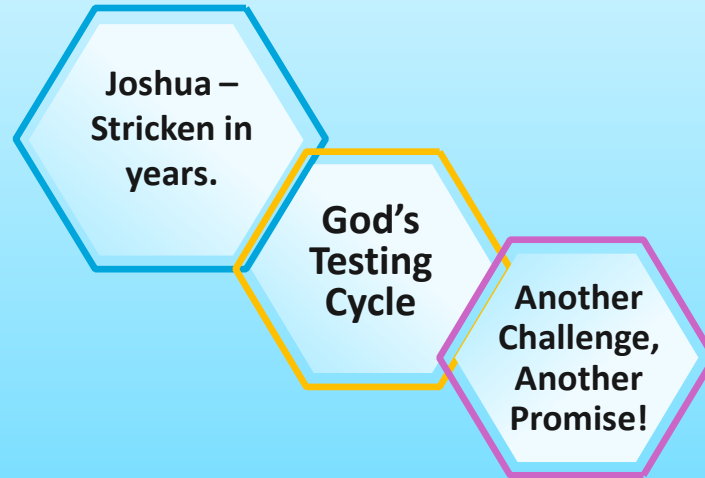 Joshua –
Stricken in
years.
God’s
Testing
Cycle
Another
Challenge,
Another
Promise!